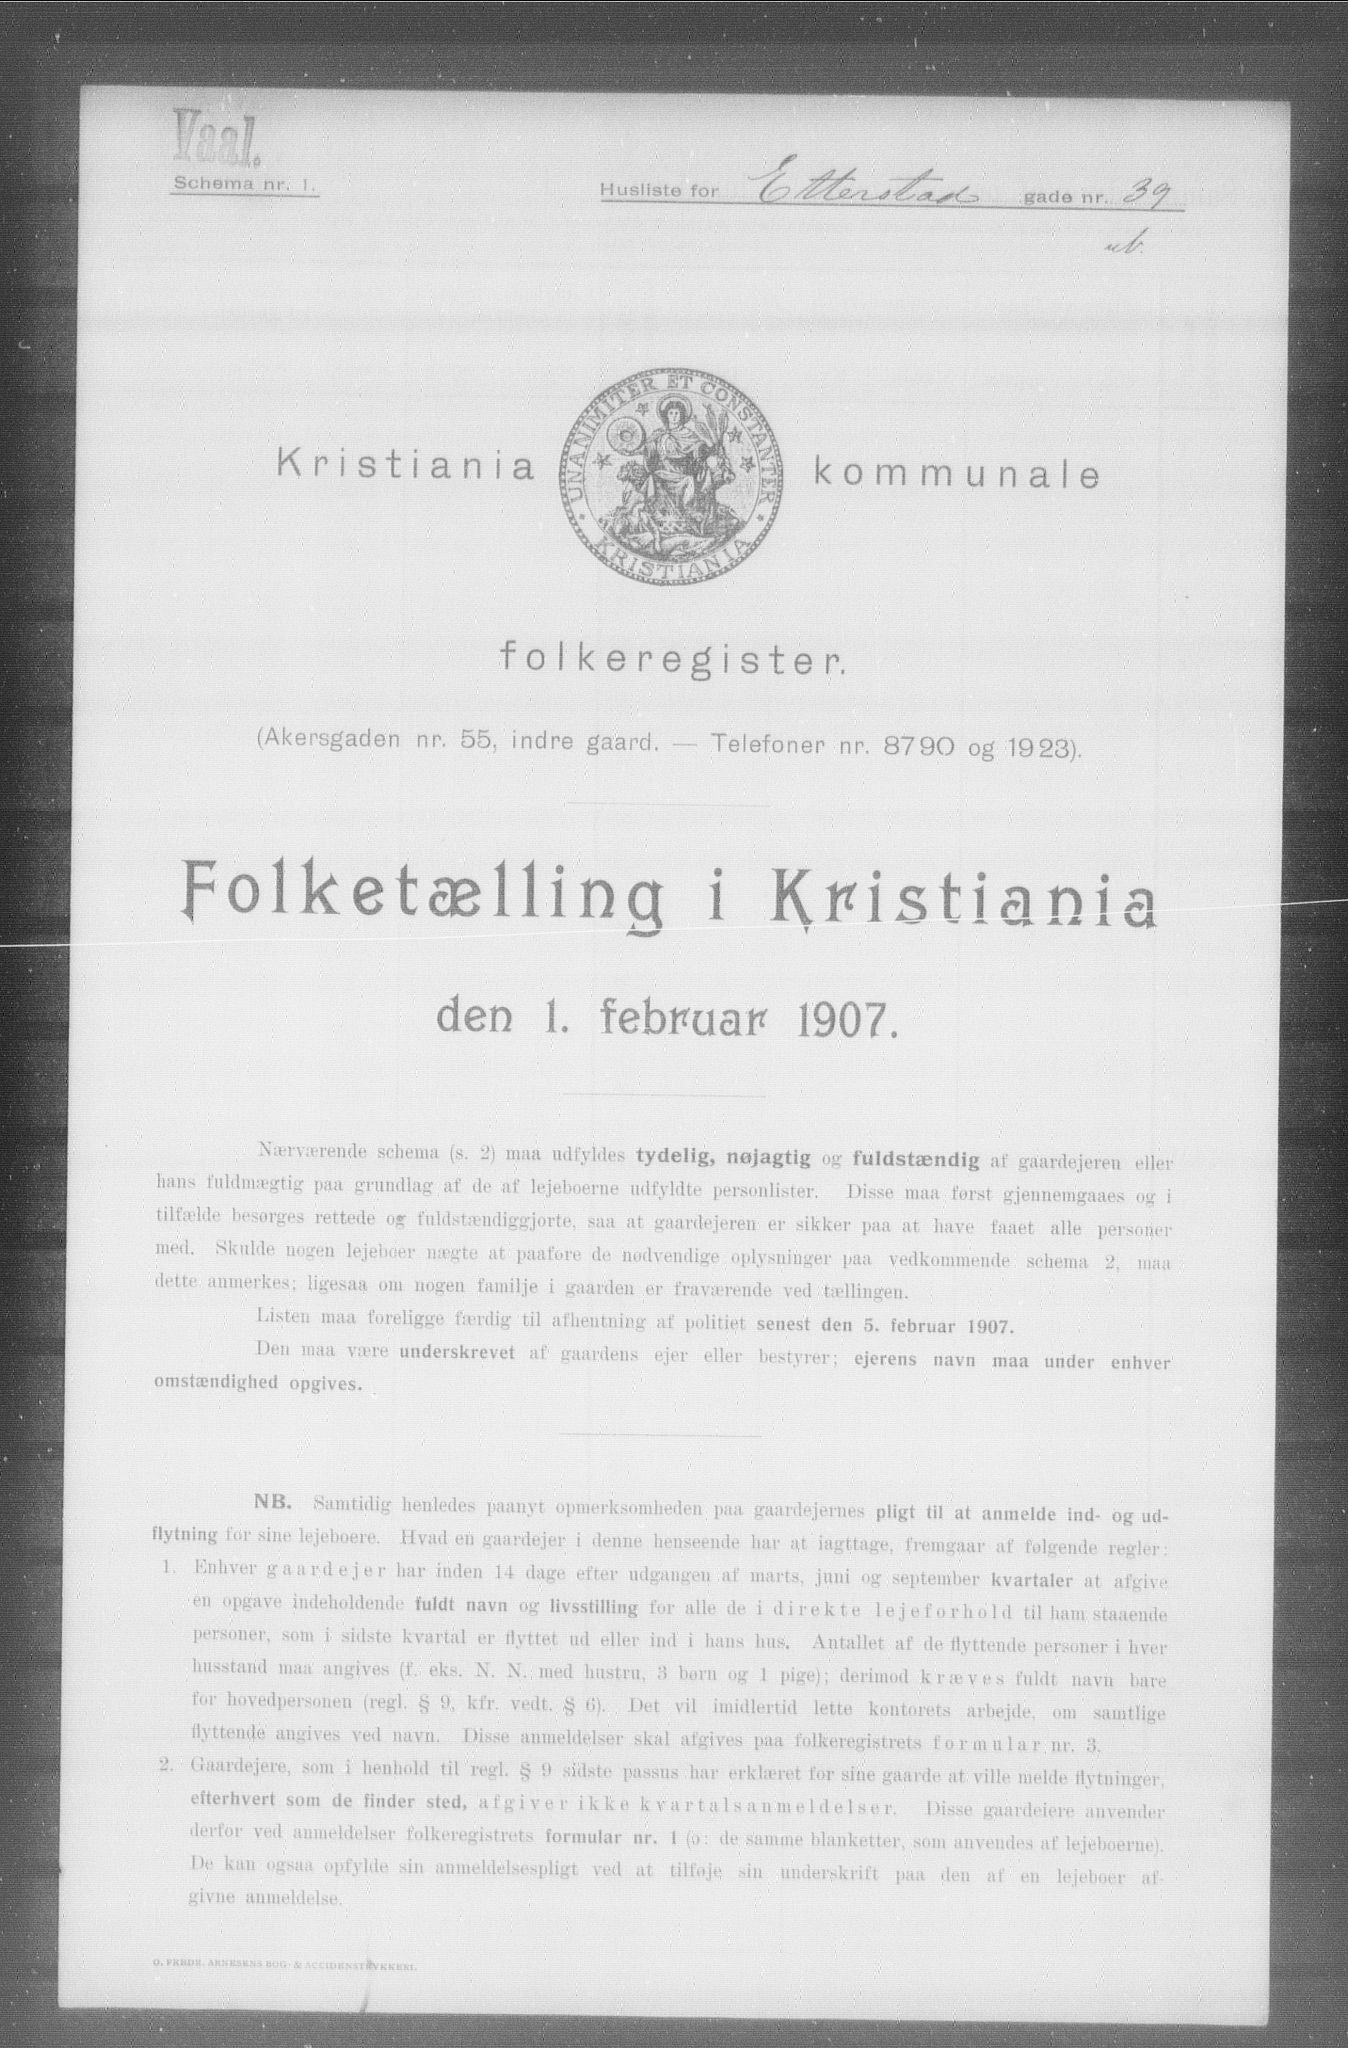 Vaal.
Schema nr. 1.
Husliste for Etterstad gade nr. 39
ub.
Kristiania kommunale
UNANIMITER ET CONSTANTER
KRISTIANIA
folkeregister.
(Akersgaden nr. 55, indre gaard. — Telefoner nr. 8790 og 1923).
Folketælling i Kristiania
den 1. februar 1907.
Nærværende schema (s. 2) maa udfyldes tydelig, nøjagtig og fuldstændig af gaardejeren eller
hans fuldmægtig paa grundlag af de af lejeboerne udfyldte personlister. Disse maa først gjennemgaaes og i
tilfælde besørges rettede og fuldstændiggjorte, saa at gaardejeren er sikker paa at have faaet alle personer
med. Skulde nogen lejeboer nægte at paaføre de nødvendige oplysninger paa vedkommende schema 2, maa
dette anmerkes; ligesaa om nogen familje i gaarden er fraværende ved tællingen.
Listen maa foreligge færdig til afhentning af politiet senest den 5. februar 1907.
Den maa være underskrevet af gaardens ejer eller bestyrer; ejerens navn maa under enhver
omstændighed opgives.
NB. Samtidig henledes paanyt opmerksomheden paa gaardejernes pligt til at anmelde ind- og ud-
flytning for sine lejeboere. Hvad en gaardejer i denne henseende har at iagttage, fremgaar af følgende regler:
1. Enhver gaardejer har inden 14 dage efter udgangen af marts, juni og september kvartaler at afgive
en opgave indeholdende fuldt navn og livsstilling for alle de i direkte lejeforhold til ham staaende
personer, som i sidste kvartal er flyttet ud eller ind i hans hus. Antallet af de flyttende personer i hver
husstand maa angives (f. eks. N. N. med hustru, 3 børn og 1 pige); derimod kræves fuldt navn bare
for hovedpersonen (regl. § 9, kfr. vedt. § 6). Det vil imidlertid lette kontorets arbejde, om samtlige
flyttende angives ved navn. Disse anmeldelser skal afgives paa folkeregistrets formular nr. 3.
2. Gaardejere, som i henhold til regl. § 9 sidste passus har erklæret for sine gaarde at ville melde flytninger,
efterhvert som de finder sted, afgiver ikke kvartalsanmeldelser. Disse gaardeiere anvender
derfor ved anmeldelser folkeregistrets formular nr. 1 (ɔ: de samme blanketter, som anvendes af lejeboerne).
De kan ogsaa opfylde sin anmeldelsespligt ved at tilføje sin underskrift paa den af en lejeboer af-
givne anmeldelse.
O. FREDR. ARNESENS BOG- & ACCIDENSTRYKKERI.